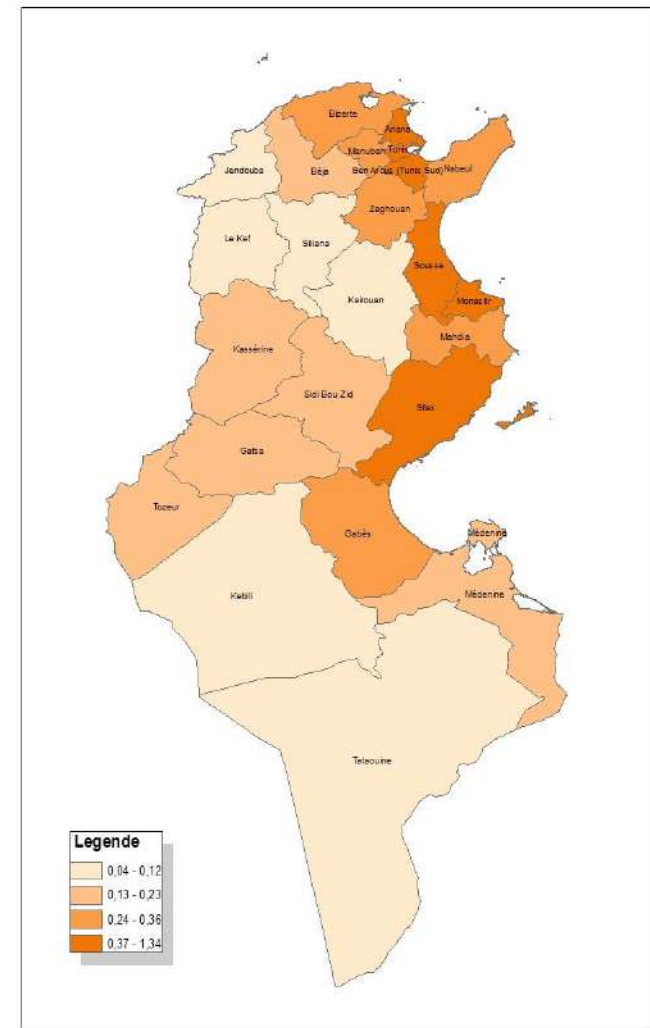 Bizerte
Ariana
Manubah
Tunis
Jendouba
Béja
Ben Arous (Tunis Sud)
Nabeul
Zaghouan
Le Kef
Siliana
Sousse
Kairouan
Monastir
Mahdia
Kassérine
Sidi Bou Zid
Sfax
Gafsa
Tozeur
Gabès
Médenine
Kebili
Médenine
Tataouine
Legende
0,04 - 0,12
0,13 - 0,23
0,24 - 0,36
0,37 - 1,34